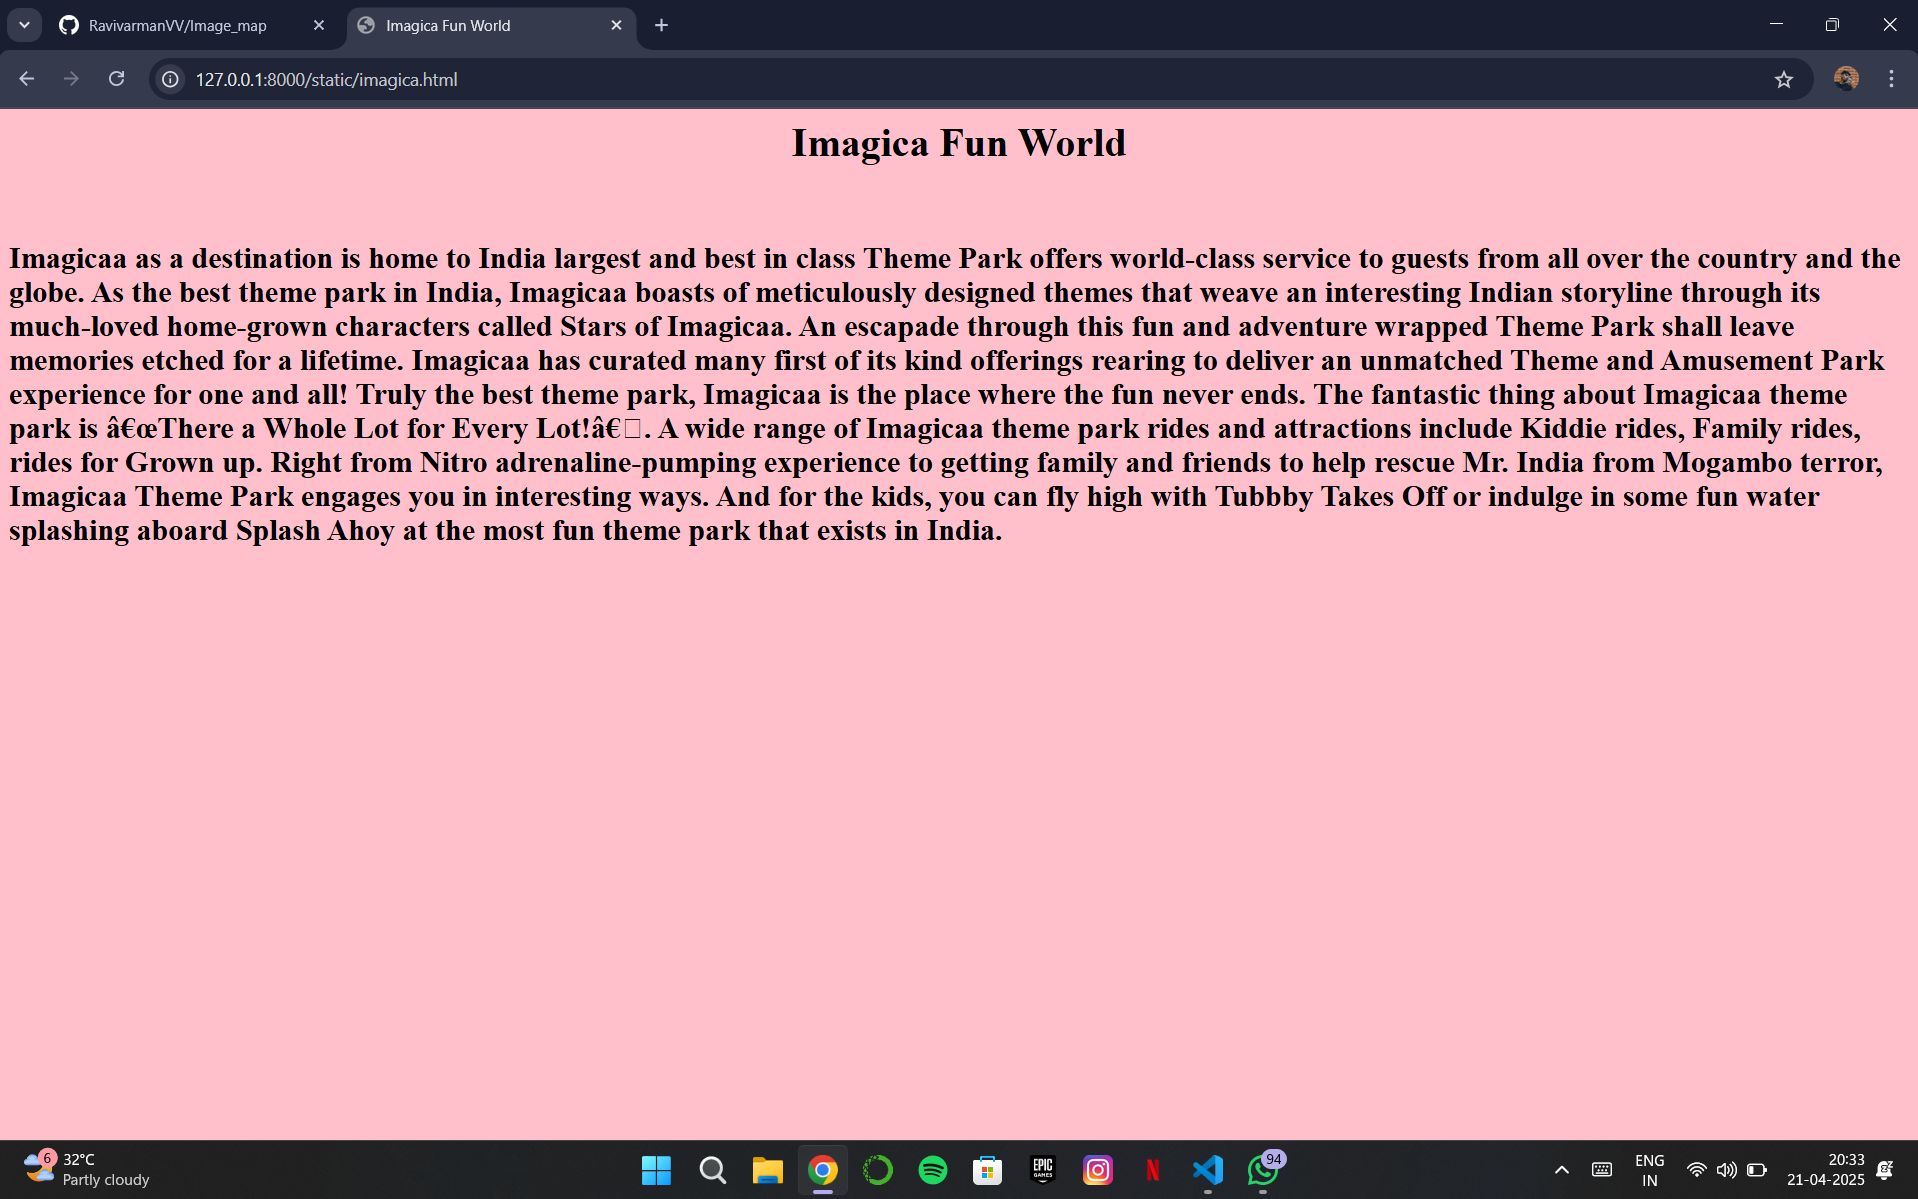 RavivarmanVV/Image_map
Imagica Fun World
127.0.0.1:8000/static/imagica.html
Imagica Fun World
Imagicaa as a destination is home to India largest and best in class Theme Park offers world-class service to guests from all over the country and the
globe. As the best theme park in India, Imagicaa boasts of meticulously designed themes that weave an interesting Indian storyline through its
much-loved home-grown characters called Stars of Imagicaa. An escapade through this fun and adventure wrapped Theme Park shall leave
memories etched for a lifetime. Imagicaa has curated many first of its kind offerings rearing to deliver an unmatched Theme and Amusement Park
experience for one and all! Truly the best theme park, Imagicaa is the place where the fun never ends. The fantastic thing about Imagicaa theme
park is â€œThere a Whole Lot for Every Lot!â€□. A wide range of Imagicaa theme park rides and attractions include Kiddie rides, Family rides,
rides for Grown up. Right from Nitro adrenaline-pumping experience to getting family and friends to help rescue Mr. India from Mogambo terror,
Imagicaa Theme Park engages you in interesting ways. And for the kids, you can fly high with Tubbby Takes Off or indulge in some fun water
splashing aboard Splash Ahoy at the most fun theme park that exists in India.
6
32°C
Partly cloudy
EPIC
GAMES
N
94
ENG
IN
20:33
21-04-2025